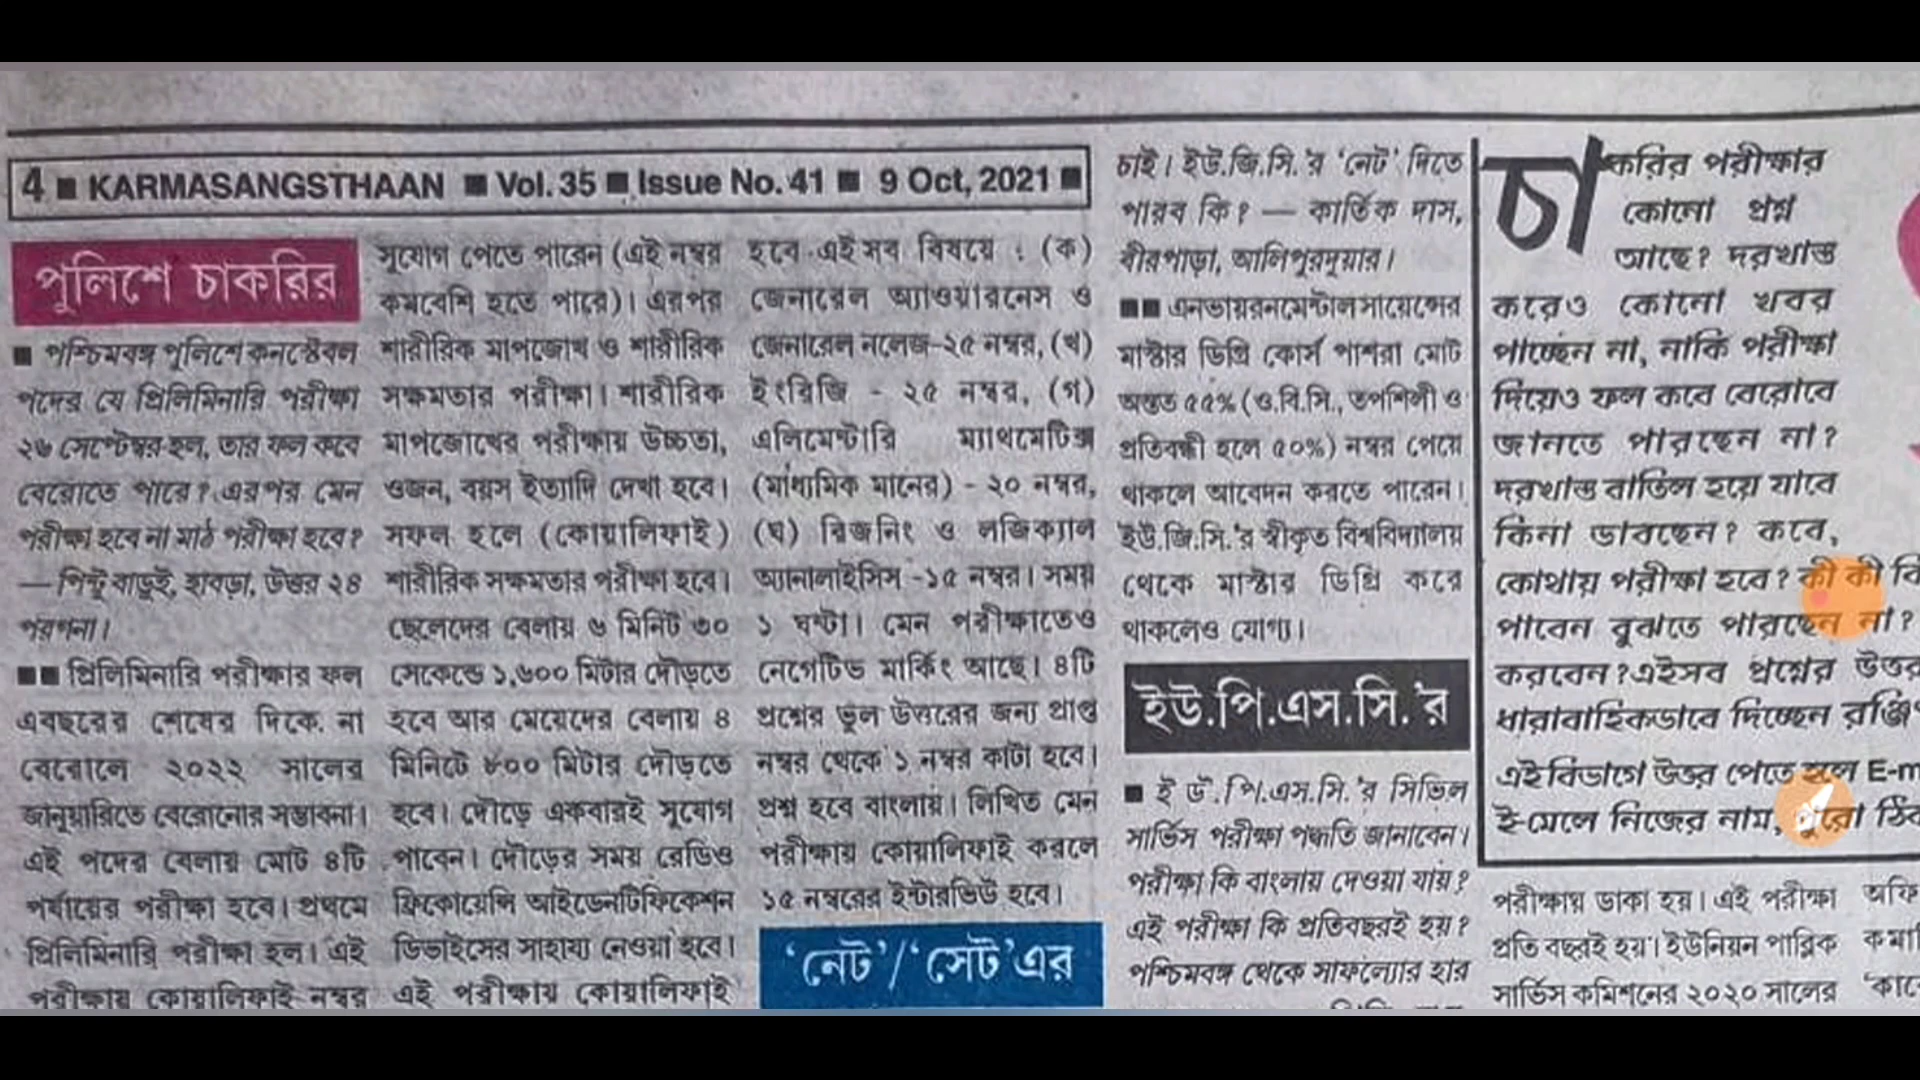 4 ■ KARMASANGSTHAAN ■ Vol. 35 ■ Issue No. 41 ■ 9 Oct, 2021 ■
পুলিশে চাকরির
■ পশ্চিমবঙ্গ পুলিশে কনস্টেবল
পদের যে প্রিলিমিনারি পরীক্ষা
২৬ সেপ্টেম্বর হল, তার ফল কবে
বেরোতে পারে? এরপর মেন
পরীক্ষা হবে না মাঠ পরীক্ষা হবে?
— পিন্টু বাড়ুই, হাবড়া, উত্তর ২৪
পরগনা।
■■ প্রিলিমিনারি পরীক্ষার ফল
এবছরের শেষের দিকে না
বেরোলে ২০২২ সালের
জানুয়ারিতে বেরোনোর সম্ভাবনা।
এই পদের বেলায় মোট ৪টি
পর্যায়ের পরীক্ষা হবে। প্রথমে
প্রিলিমিনারি পরীক্ষা হল। এই
পরীক্ষায় কোয়ালিফাই নম্বর
সুযোগ পেতে পারেন (এই নম্বর
কমবেশি হতে পারে)। এরপর
শারীরিক মাপজোখ ও শারীরিক
সক্ষমতার পরীক্ষা। শারীরিক
মাপজোখের পরীক্ষায় উচ্চতা,
ওজন, বয়স ইত্যাদি দেখা হবে।
সফল হলে (কোয়ালিফাই)
শারীরিক সক্ষমতার পরীক্ষা হবে।
ছেলেদের বেলায় ৬ মিনিট ৩০
সেকেন্ডে ১,৬০০ মিটার দৌড়তে
হবে আর মেয়েদের বেলায় ৪
মিনিটে ৮০০ মিটার দৌড়তে
হবে। দৌড়ে একবারই সুযোগ
পাবেন। দৌড়ের সময় রেডিও
ফ্রিকোয়েন্সি আইডেনটিফিকেশন
ডিভাইসের সাহায্য নেওয়া হবে।
এই পরীক্ষায় কোয়ালিফাই
হবে এই সব বিষয়ে : (ক)
জেনারেল অ্যাওয়ারনেস ও
জেনারেল নলেজ-২৫ নম্বর, (খ)
ইংরিজি - ২৫ নম্বর, (গ)
এলিমেন্টারি ম্যাথমেটিক্স
(মাধ্যমিক মানের) - ২০ নম্বর,
(ঘ) রিজনিং ও লজিক্যাল
অ্যানালাইসিস -১৫ নম্বর। সময়
১ ঘণ্টা। মেন পরীক্ষাতেও
নেগেটিভ মার্কিং আছে। ৪টি
প্রশ্নের ভুল উত্তরের জন্য প্রাপ্ত
নম্বর থেকে ১ নম্বর কাটা হবে।
প্রশ্ন হবে বাংলায়। লিখিত মেন
পরীক্ষায় কোয়ালিফাই করলে
১৫ নম্বরের ইন্টারভিউ হবে।
‘নেট’/‘সেট’এর
চাই। ইউ.জি.সি.'র ‘নেট’ দিতে
পারব কি? — কার্তিক দাস,
বীরপাড়া, আলিপুরদুয়ার।
■■ এনভায়রনমেন্টাল সায়েন্সের
মাস্টার ডিগ্রি কোর্স পাশরা মোট
অন্তত ৫৫% (ও.বি.সি., তপশিলী ও
প্রতিবন্ধী হলে ৫০%) নম্বর পেয়ে
থাকলে আবেদন করতে পারেন।
ইউ.জি.সি.'র স্বীকৃত বিশ্ববিদ্যালয়
থেকে মাস্টার ডিগ্রি করে
থাকলেও যোগ্য।
ইউ.পি.এস.সি.'র
■ ই উ.পি.এস.সি.'র সিভিল
সার্ভিস পরীক্ষা পদ্ধতি জানাবেন।
পরীক্ষা কি বাংলায় দেওয়া যায়?
এই পরীক্ষা কি প্রতিবছরই হয়?
পশ্চিমবঙ্গ থেকে সাফল্যের হার
চাকরির পরীক্ষার
কোনো প্রশ্ন
আছে? দরখাস্ত
করেও কোনো খবর
পাচ্ছেন না, নাকি পরীক্ষা
দিয়েও ফল কবে বেরোবে
জানতে পারছেন না?
দরখাস্ত বাতিল হয়ে যাবে
কিনা ভাবছেন? কবে,
কোথায় পরীক্ষা হবে? কী কী বি
পাবেন বুঝতে পারছেন না?
করবেন? এইসব প্রশ্নের উত্তর
ধারাবাহিকভাবে দিচ্ছেন রঞ্জি
এই বিভাগে উত্তর পেতে হলে E-m
ই-মেলে নিজের নাম, পুরো ঠিক
পরীক্ষায় ডাকা হয়। এই পরীক্ষা
প্রতি বছরই হয়। ইউনিয়ন পাব্লিক
সার্ভিস কমিশনের ২০২০ সালের
অফি